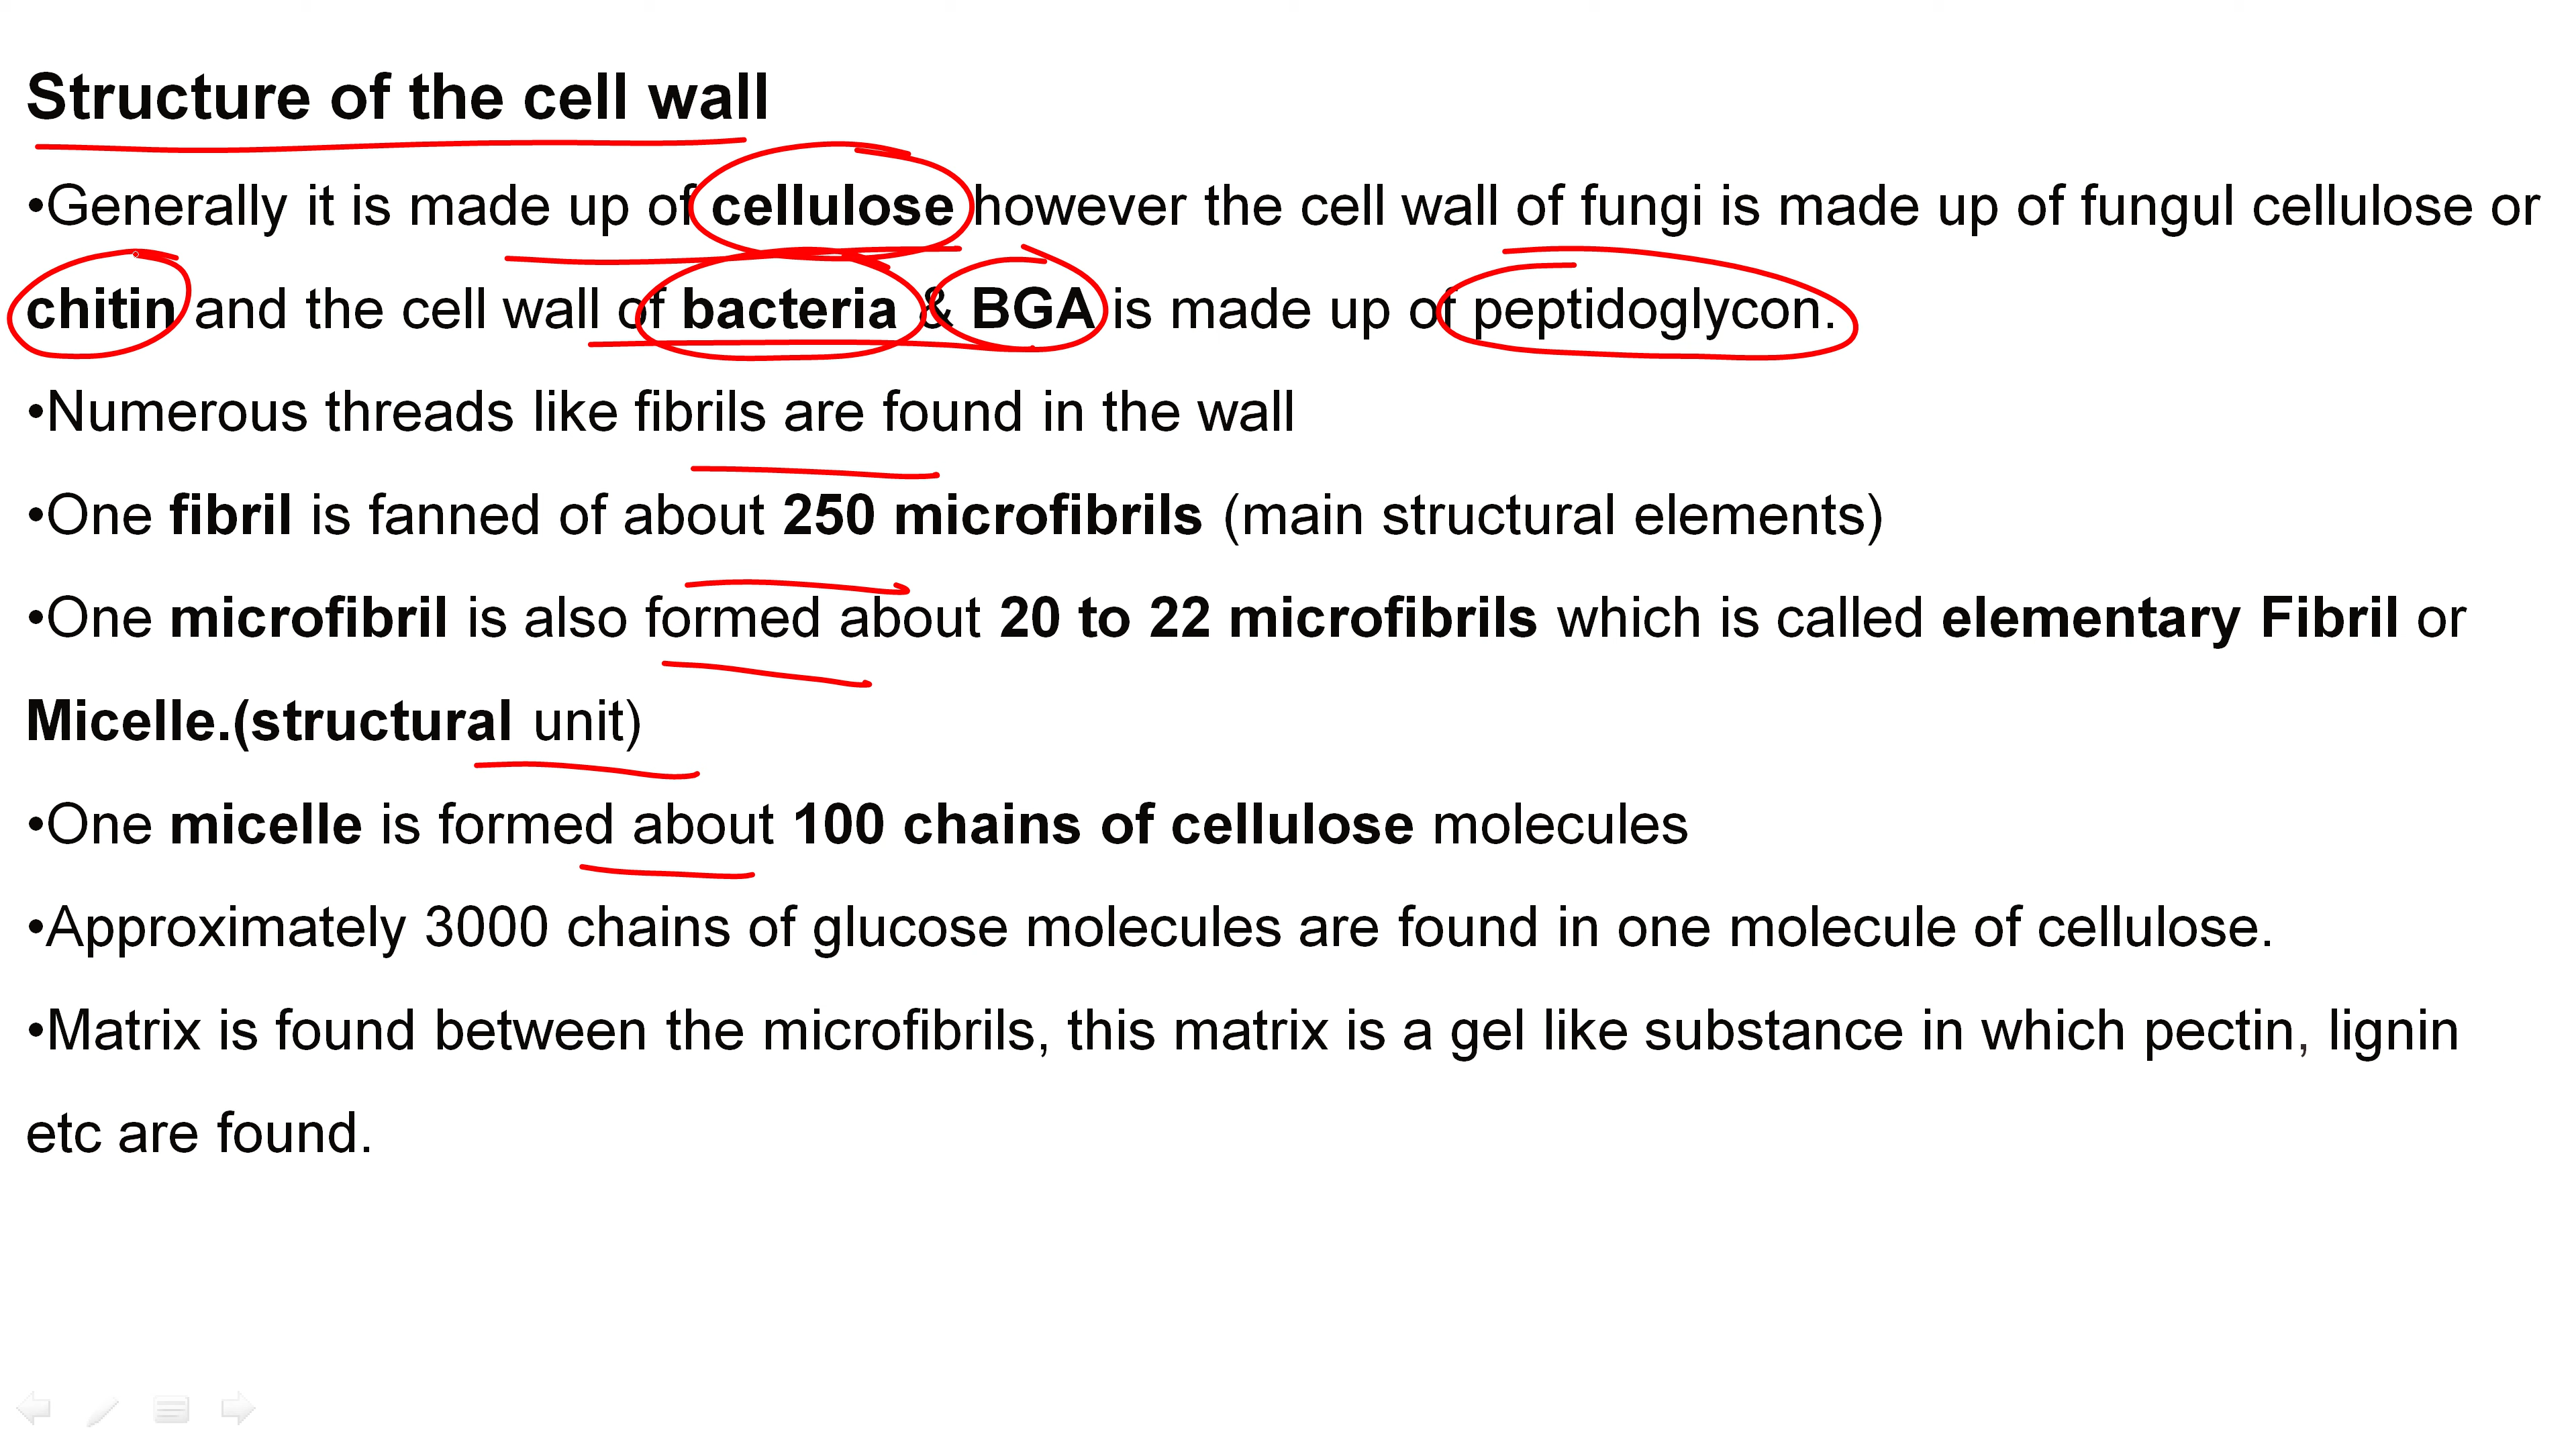 Structure of the cell wall
•Generally it is made up of cellulose however the cell wall of fungi is made up of fungul cellulose or
chitin and the cell wall of bacteria & BGA is made up of peptidoglycon.
•Numerous threads like fibrils are found in the wall
•One fibril is fanned of about 250 microfibrils (main structural elements)
•One microfibril is also formed about 20 to 22 microfibrils which is called elementary Fibril or
Micelle.(structural unit)
•One micelle is formed about 100 chains of cellulose molecules
•Approximately 3000 chains of glucose molecules are found in one molecule of cellulose.
•Matrix is found between the microfibrils, this matrix is a gel like substance in which pectin, lignin
etc are found.